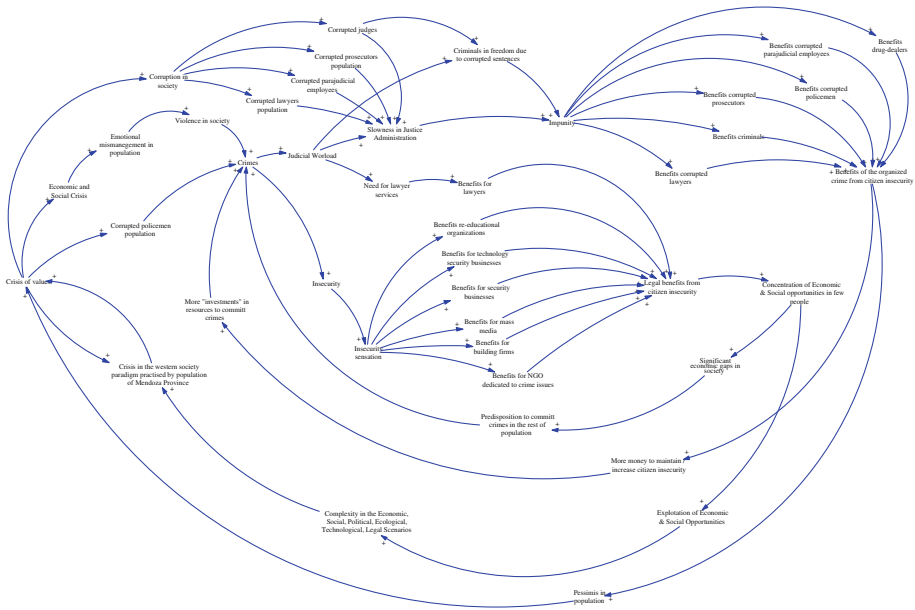 Corrupted judges
Benefits
drug-dealers
Criminals in freedom due
to corrupted sentences
Benefits corrupted
parajudicial employees
Corrupted prosecutors
population
Corruption in
society
Corrupted parajudicial
employees
Benefits corrupted
policemen
Corrupted lawyers
population
Benefits corrupted
prosecutors
Violence in society
Impunity
Slowness in Justice
Administration
Emotional
mismanegement in
population
Benefits criminals
Judicial Worload
Crimes
Benefits corrupted
lawyers
Benefits of the organized
crime from citizen insecurity
Economic and
Social Crisis
Need for lawyer
services
Benefits for
lawyers
Corrupted policemen
population
Benefits re-educational
organizations
Benefits for technology
security businesses
Crisis of values
Insecurity
Benefits for security
businesses
Legal benefits from
citizen insecurity
Concentration of Economic
& Social opportunities in few
people
More "investments" in
resources to committ
crimes
Benefits for mass
media
Benefits for
building firms
Insecurity
sensation
Significant
economic gaps in
society
Crisis in the western society
paradigm practised by population
of Mendoza Province
Benefits for NGO
dedicated to crime issues
Predisposition to committ
crimes in the rest of
population
More money to maintain /
increase citizen insecurity
Complexity in the Economic,
Social, Political, Ecological,
Technological, Legal Scenarios
Explotation of Economic
& Social Opportunities
Pessimis in
population